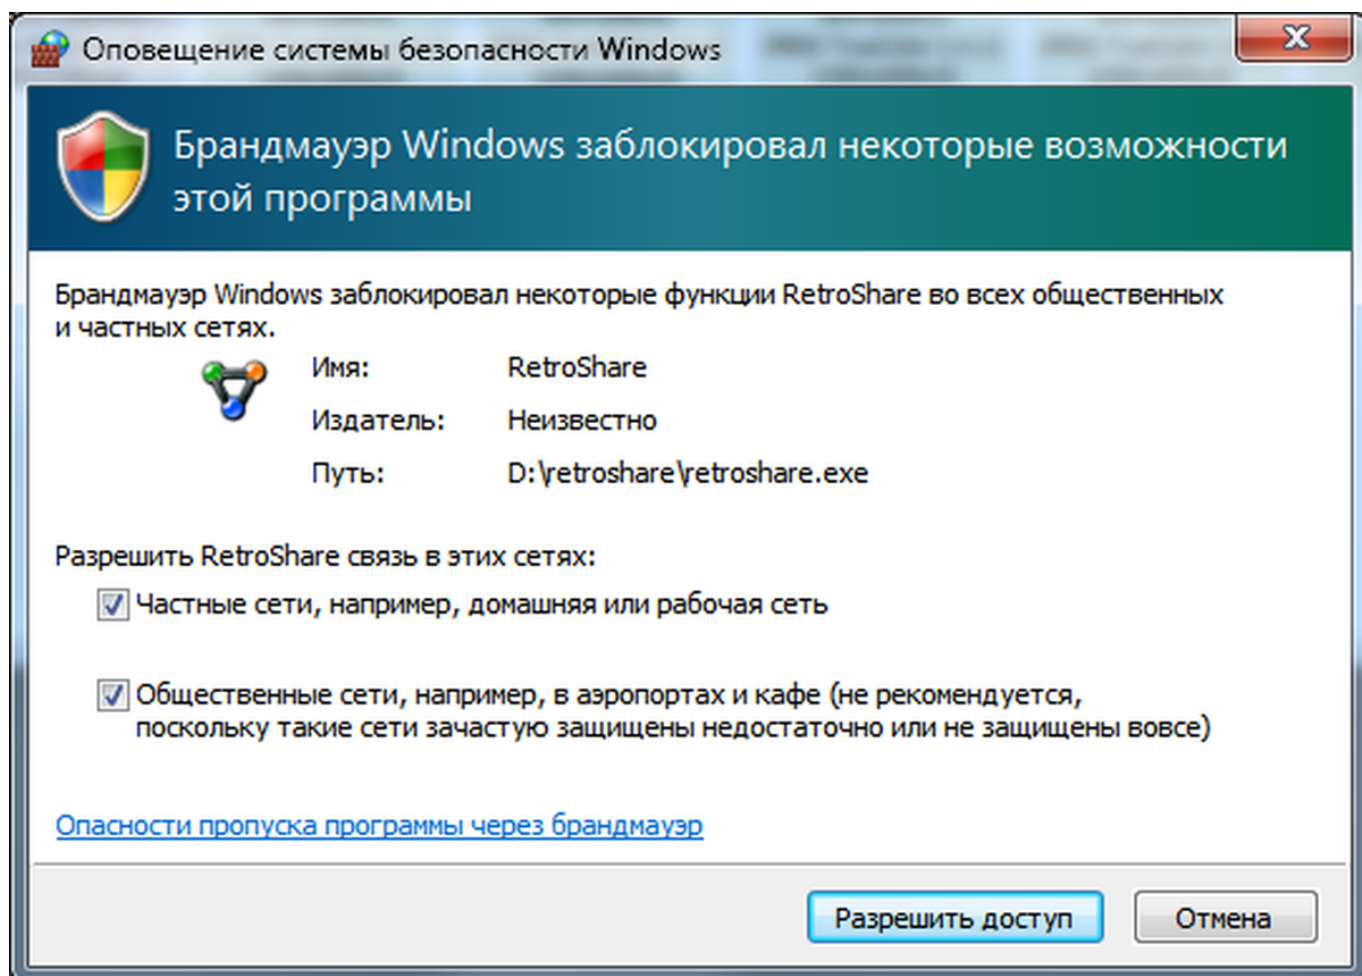 Оповещение системы безопасности Windows
Брандмауэр Windows заблокировал некоторые возможности
этой программы
Брандмауэр Windows заблокировал некоторые функции RetroShare во всех общественных
и частных сетях.
Имя: RetroShare
Издатель: Неизвестно
Путь: D:\retroshare\retroshare.exe
Разрешить RetroShare связь в этих сетях:
Частные сети, например, домашняя или рабочая сеть
Общественные сети, например, в аэропортах и кафе (не рекомендуется,
поскольку такие сети зачастую защищены недостаточно или не защищены вовсе)
Опасности пропуска программы через брандмауэр
Разрешить доступ Отмена